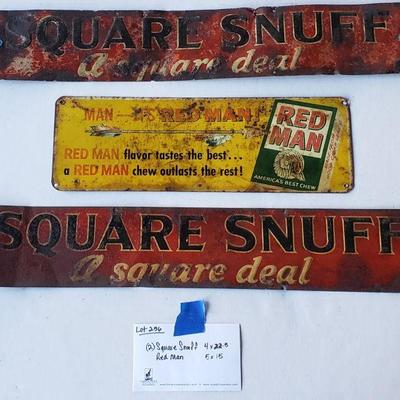 SQUARE SNUFF
A square deal
MAN - IT'S RED MAN!
RED MAN flavor tastes the best...
a RED MAN chew outlasts the rest!
RED
MAN
AMERICA'S BEST CHEW
SQUARE SNUFF
A square deal
Lot 256
(2) Square Snuff 4 x 22.5
Red Man 5 x 15